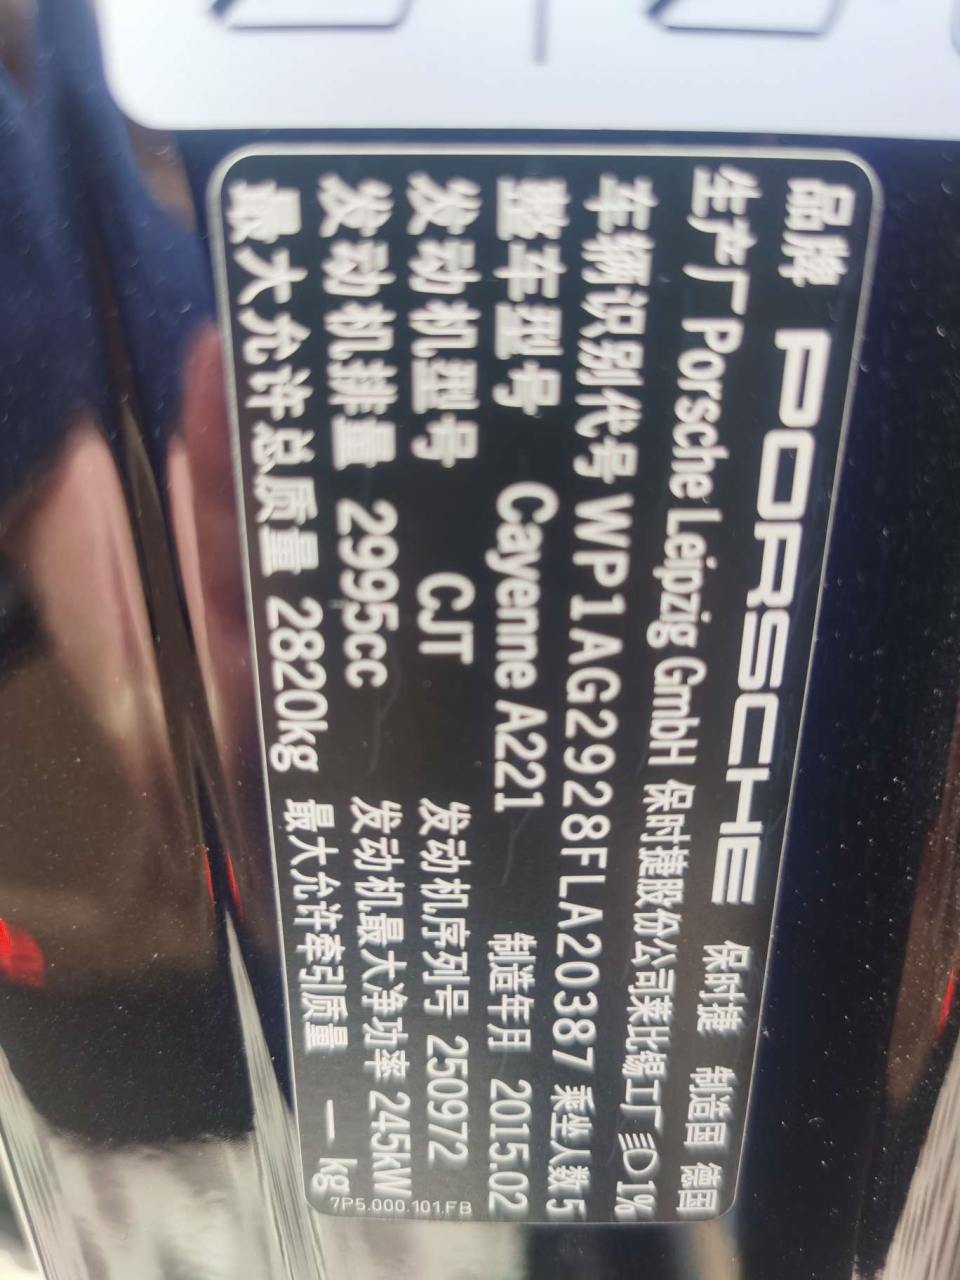 品牌 PORSCHE 保时捷 制造国 德国
生产厂 Porsche Leipzig GmbH 保时捷股份公司莱比锡工厂 1%
车辆识别代号 WP1AG2928FLA20387 乘坐人数 5
整车型号 Cayenne A221 制造年月 2015.02
发动机型号 CJT 发动机序列号 250972
发动机排量 2995cc 发动机最大净功率 245kW
最大允许总质量 2820kg 最大允许牵引质量 — kg
7P5.000.101.FB